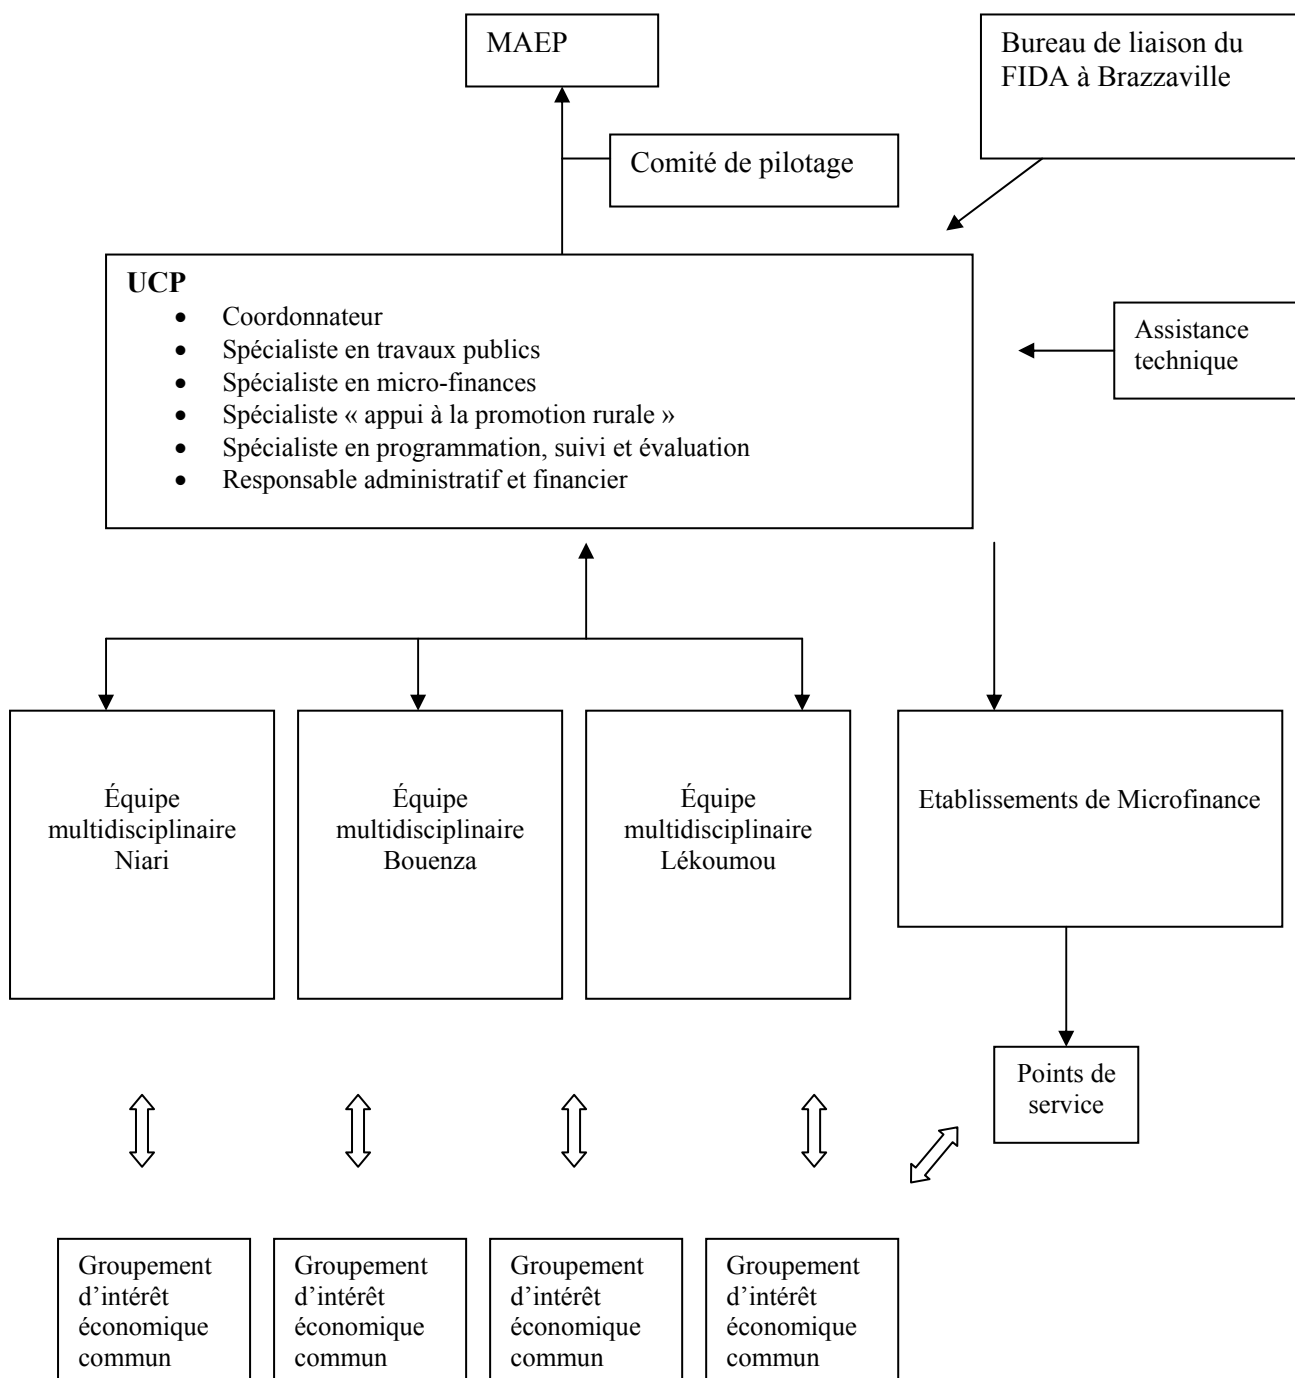 MAEP
Bureau de liaison du
FIDA à Brazzaville
Comité de pilotage
UCP
• Coordonnateur
• Spécialiste en travaux publics
• Spécialiste en micro-finances
• Spécialiste « appui à la promotion rurale »
• Spécialiste en programmation, suivi et évaluation
• Responsable administratif et financier
Assistance
technique
Équipe
multidisciplinaire
Niari
Équipe
multidisciplinaire
Bouenza
Équipe
multidisciplinaire
Lékoumou
Etablissements de Microfinance
Points de
service
Groupement
d’intérêt
économique
commun
Groupement
d’intérêt
économique
commun
Groupement
d’intérêt
économique
commun
Groupement
d’intérêt
économique
commun